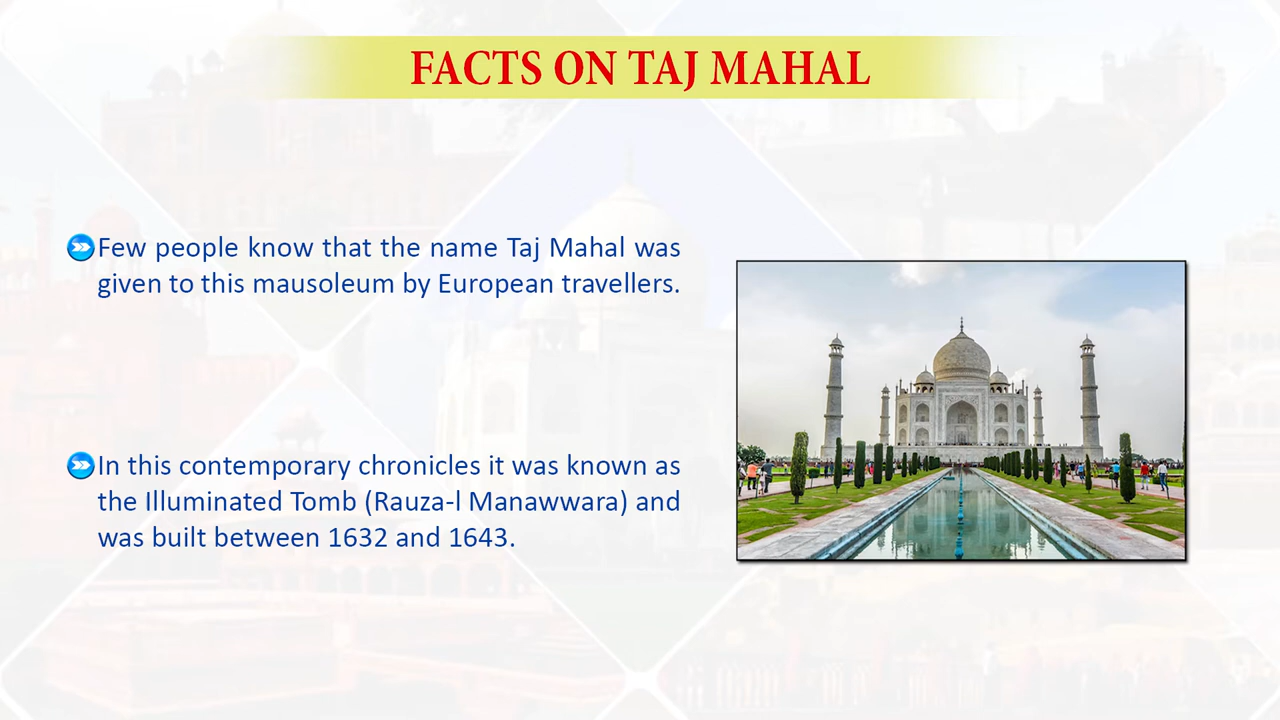 FACTS ON TAJ MAHAL
Few people know that the name Taj Mahal was
given to this mausoleum by European travellers.
In this contemporary chronicles it was known as
the Illuminated Tomb (Rauza-l Manawwara) and
was built between 1632 and 1643.